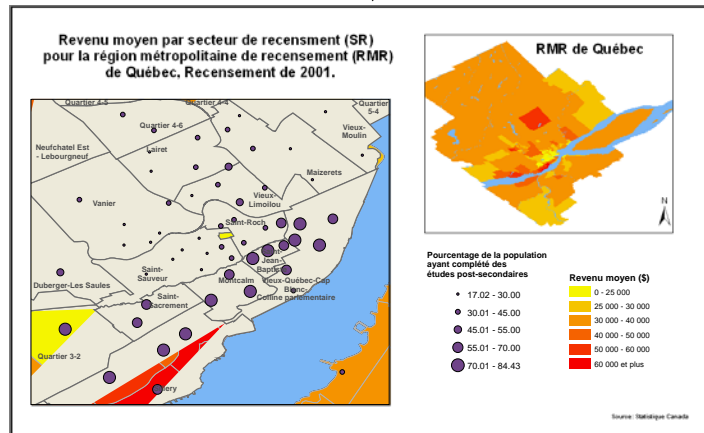 Revenu moyen par secteur de recensment (SR)
pour la région métropolitaine de recensement (RMR)
de Québec, Recensement de 2001.
RMR de Québec
Quartier 4-5
Quartier 4-4
Quartier
5-4
Quartier 4-6
Vieux-
Moulin
Neufchatel Est
- Lebourgneuf
Lairet
Maizerets
Vanier
Vieux-
Limoilou
Saint-Roch
Saint-
Sauveur
Jean-
Baptiste
Duberger-Les Saules
Montcalm
Vieux-Québec-Cap
Blanc-
Colline parlementaire
Saint-
Sacrement
Quartier 3-2
N
Pourcentage de la population
ayant complété des
études post-secondaires
17.02 - 30.00
30.01 - 45.00
45.01 - 55.00
55.01 - 70.00
70.01 - 84.43
Revenu moyen ($)
0 - 25 000
25 000 - 30 000
30 000 - 40 000
40 000 - 50 000
50 000 - 60 000
60 000 et plus
Source: Statistique Canada